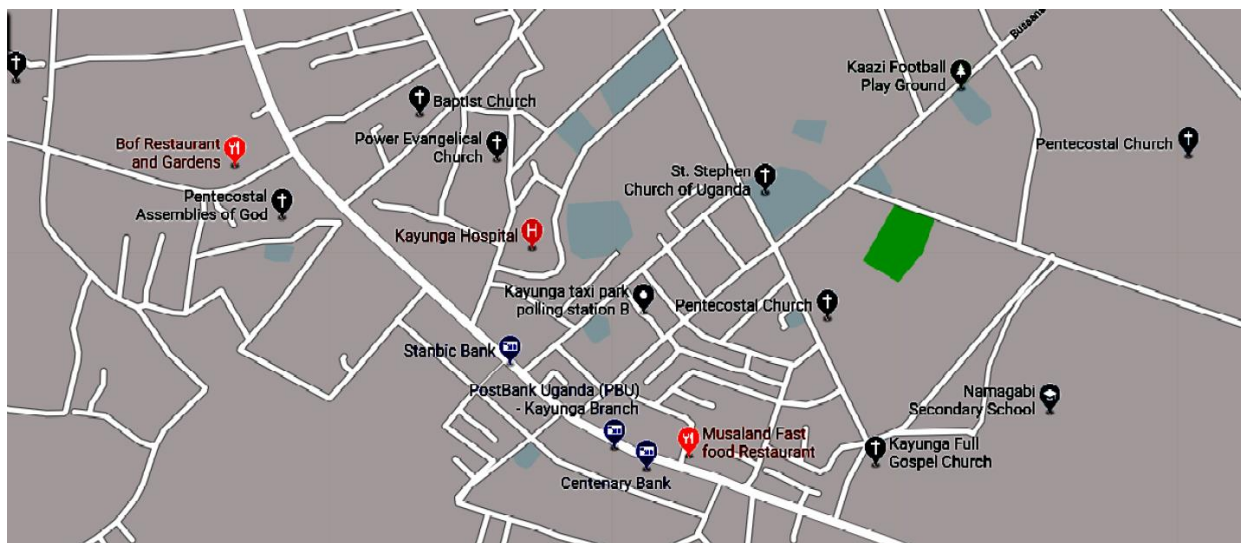 Kaazi Football
Play Ground
Baptist Church
Power Evangelical
Church
Bof Restaurant
and Gardens
Pentecostal Church
St. Stephen
Church of Uganda
Pentecostal
Assemblies of God
Kayunga Hospital
H
Kayunga taxi park
polling station B
Pentecostal Church
Stanbic Bank
PostBank Uganda (PBU)
- Kayunga Branch
Namagabi
Secondary School
Musaland Fast
food Restaurant
Kayunga Full
Gospel Church
Centenary Bank